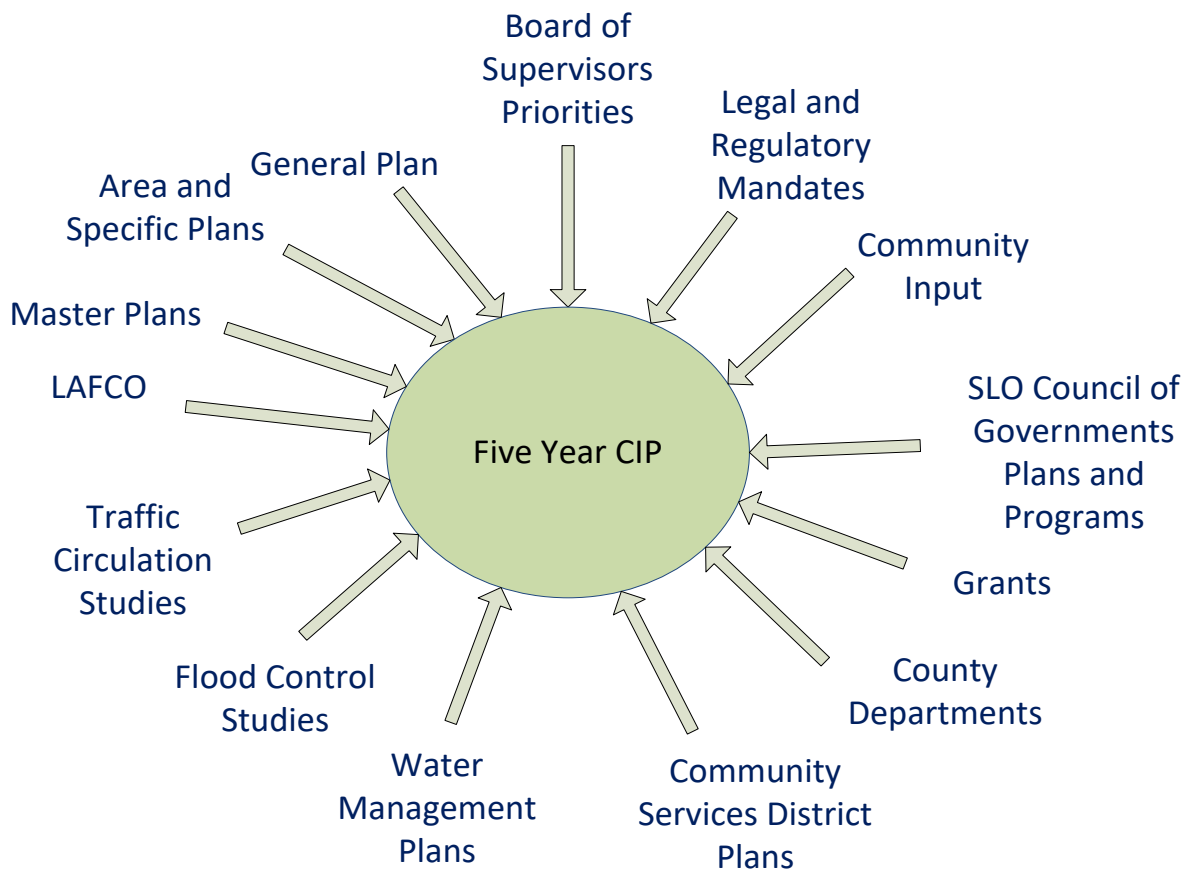 Board of
Supervisors
Priorities
Legal and
Regulatory
Mandates
General Plan
Area and
Specific Plans
Community
Input
Master Plans
LAFCO
SLO Council of
Governments
Plans and
Programs
Five Year CIP
Traffic
Circulation
Studies
Grants
Flood Control
Studies
County
Departments
Water
Management
Plans
Community
Services District
Plans